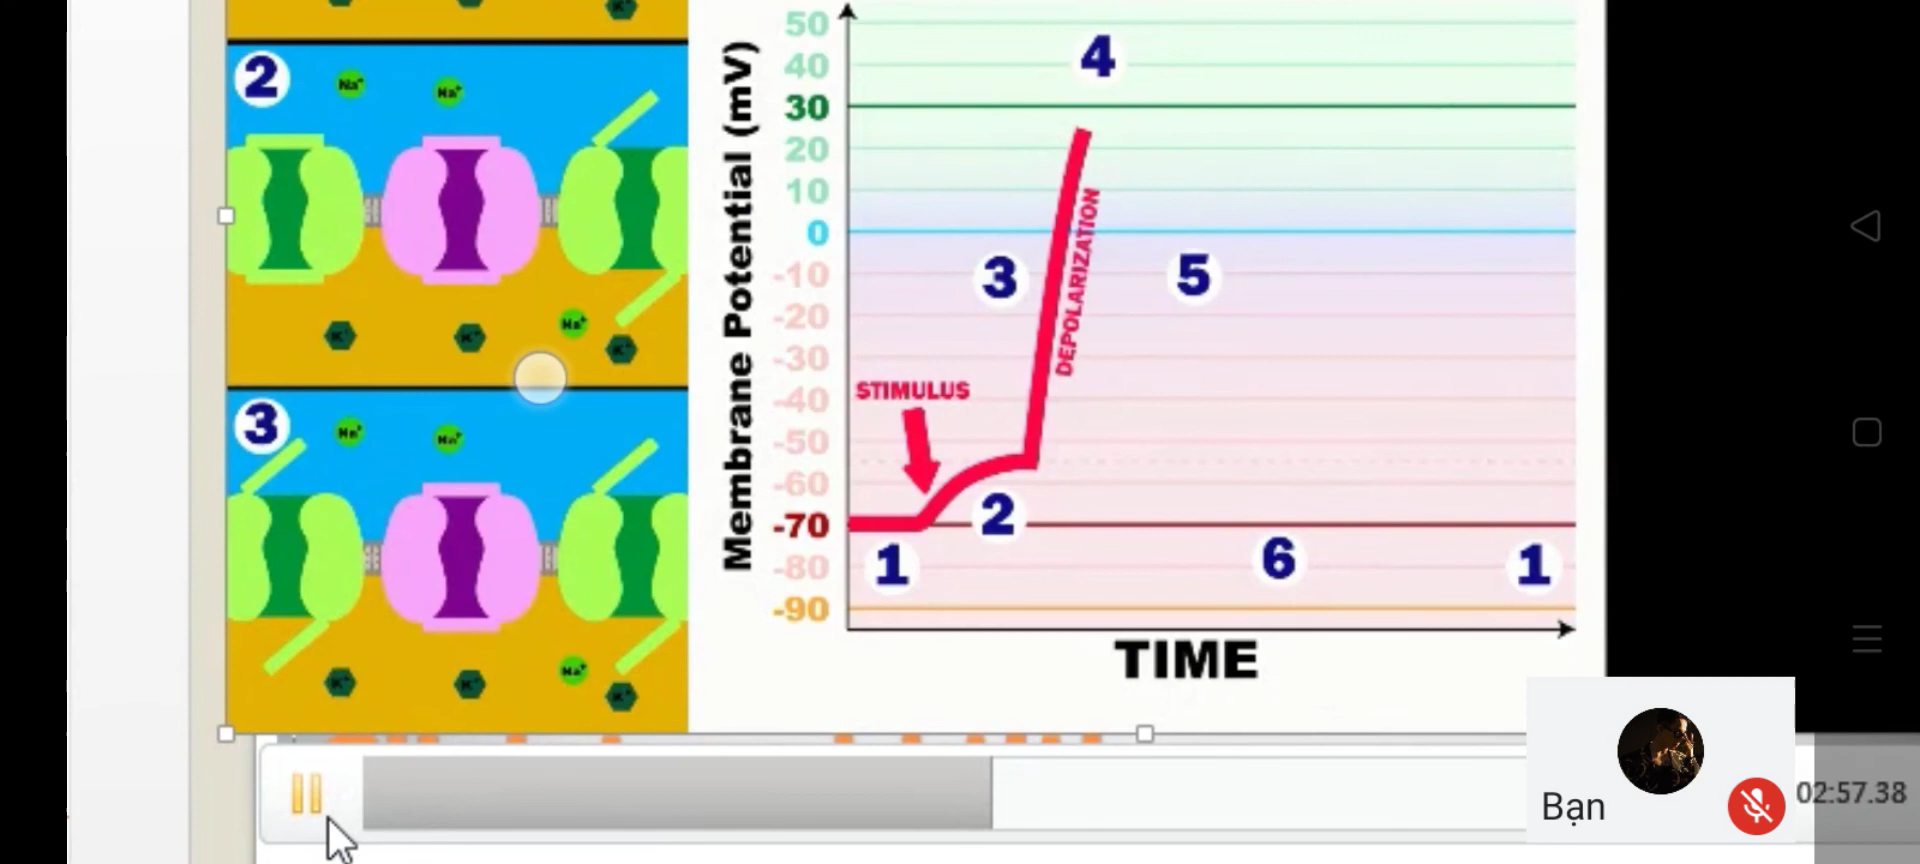 2
Na⁺
Na⁺
K⁺
K⁺
Na⁺
K⁺
3
Na⁺
Na⁺
K⁺
K⁺
Na⁺
K⁺
Membrane Potential (mV)
50
40
30
20
10
0
-10
-20
-30
-40
-50
-60
-70
-80
-90
4
3
5
DEPOLARIZATION
STIMULUS
2
1
6
1
TIME
Bạn
02:57.38